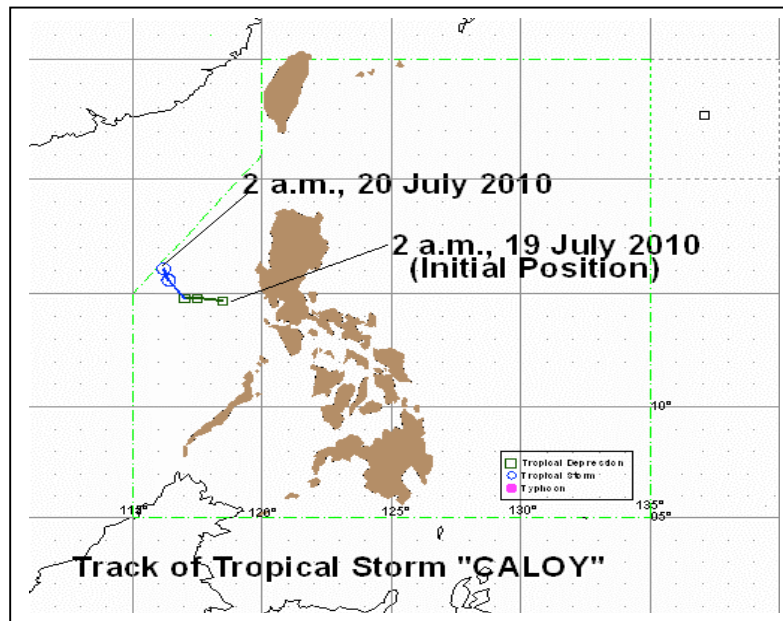 2 a.m., 20 July 2010
2 a.m., 19 July 2010
(Initial Position)
10°
Tropical Depression
Tropical Storm
Typhoon
115°
120°
125°
130°
135°
05°
Track of Tropical Storm "CALOY"